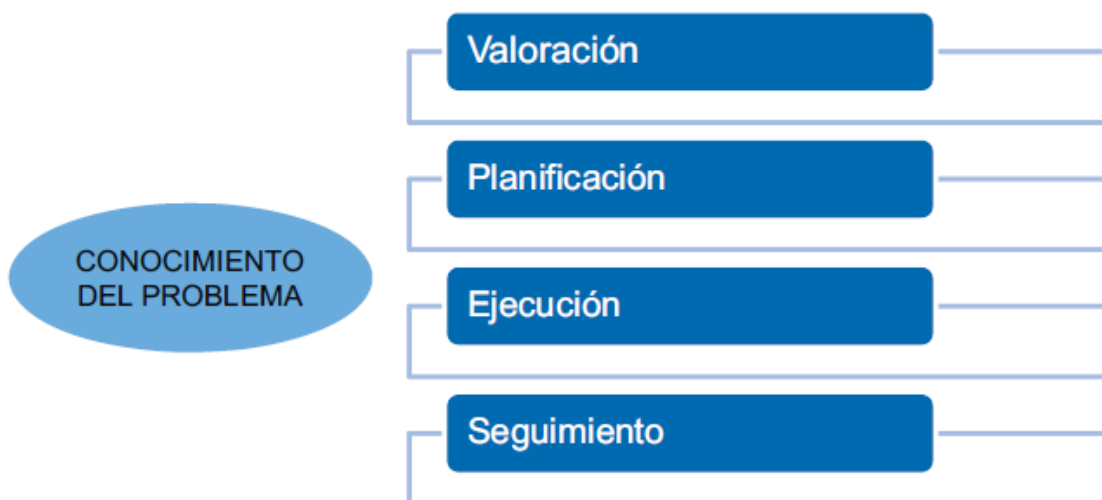 Valoración
Planificación
CONOCIMIENTO
DEL PROBLEMA
Ejecución
Seguimiento